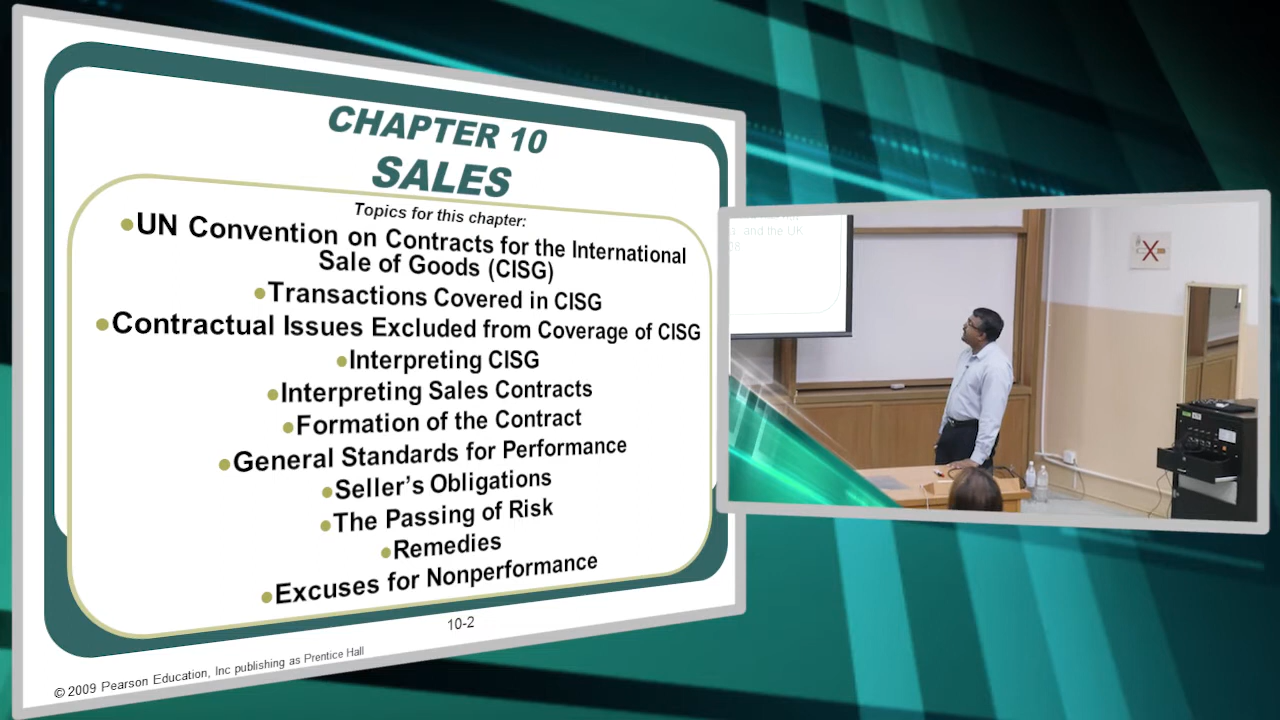 CHAPTER 10
SALES
Topics for this chapter:
●UN Convention on Contracts for the International
Sale of Goods (CISG)
●Transactions Covered in CISG
●Contractual Issues Excluded from Coverage of CISG
●Interpreting CISG
●Interpreting Sales Contracts
●Formation of the Contract
●General Standards for Performance
●Seller’s Obligations
●The Passing of Risk
●Remedies
●Excuses for Nonperformance
10-2
© 2009 Pearson Education, Inc publishing as Prentice Hall
and the UK